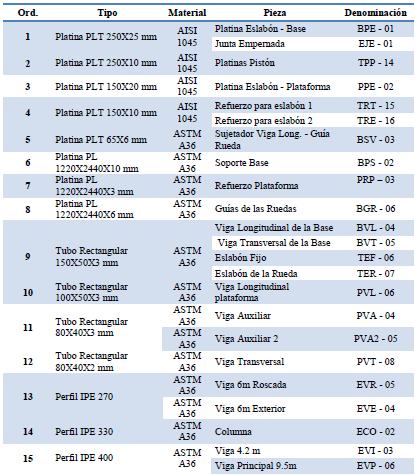 Ord. Tipo Material Pieza Denominación
1 Platina PLT 250X25 mm AISI 1045 Platina Eslabón - Base BPE - 01
Junta Empernada EJE - 01
2 Platina PLT 250X10 mm AISI 1045 Platinas Pistón TPP - 14
3 Platina PLT 150X20 mm AISI 1045 Platina Eslabón - Plataforma PPE - 02
4 Platina PLT 150X10 mm AISI 1045 Refuerzo para eslabón 1 TRT - 15
Refuerzo para eslabón 2 TRE - 16
5 Platina PLT 65X6 mm ASTM A36 Sujetador Viga Long. - Guía Rueda BSV - 03
6 Platina PL 1220X2440X10 mm ASTM A36 Soporte Base BPS - 02
7 Platina PL 1220X2440X3 mm ASTM A36 Refuerzo Plataforma PRP – 03
8 Platina PL 1220X2440X6 mm ASTM A36 Guías de las Ruedas BGR - 06
9 Tubo Rectangular 150X50X3 mm ASTM A36 Viga Longitudinal de la Base BVL - 04
Viga Transversal de la Base BVT - 05
Eslabón Fijo TEF - 06
Eslabón de la Rueda TER - 07
10 Tubo Rectangular 100X50X3 mm ASTM A36 Viga Longitudinal plataforma PVL - 06
11 Tubo Rectangular 80X40X3 mm ASTM A36 Viga Auxiliar PVA - 04
ASTM A36 Viga Auxiliar 2 PVA2 - 05
12 Tubo Rectangular 80X40X2 mm ASTM A36 Viga Transversal PVT - 08
13 Perfil IPE 270 ASTM A36 Viga 6m Roscada EVR - 05
ASTM A36 Viga 6m Exterior EVE - 04
14 Perfil IPE 330 ASTM A36 Columna ECO - 02
15 Perfil IPE 400 ASTM A36 Viga 4.2 m EVI - 03
Viga Principal 9.5m EVP - 06